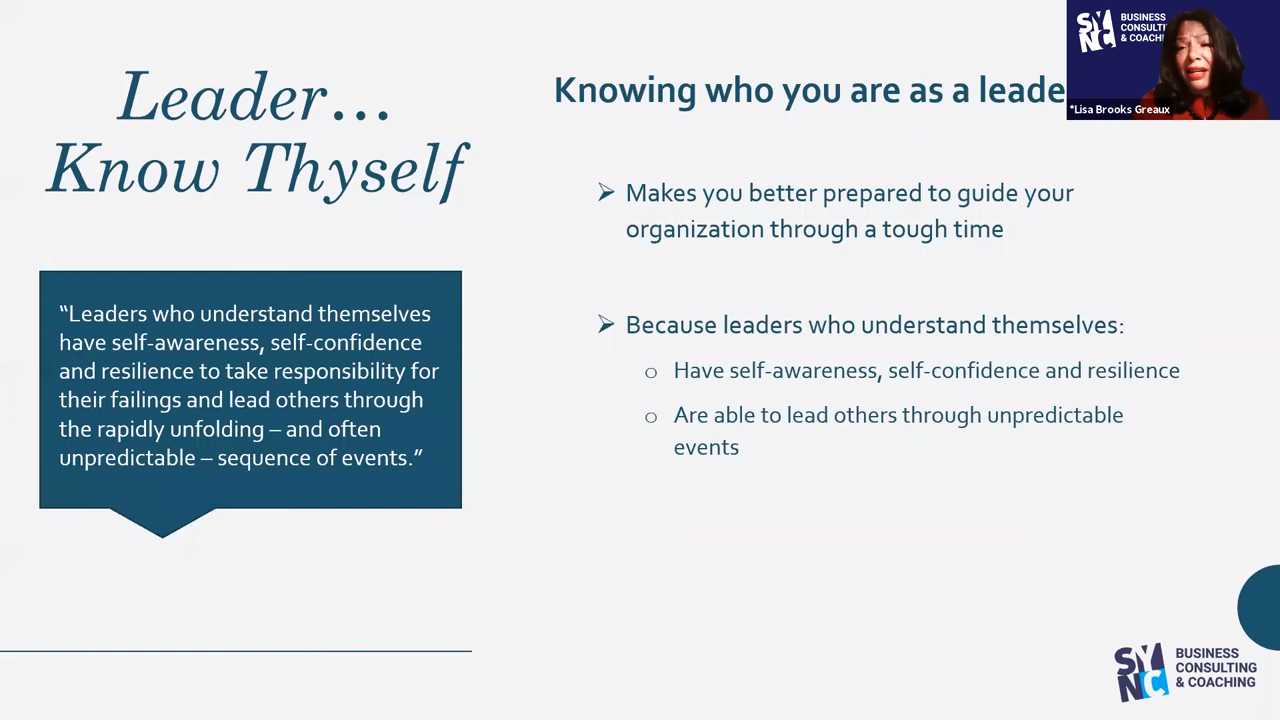 Leader…
Know Thyself
“Leaders who understand themselves
have self-awareness, self-confidence
and resilience to take responsibility for
their failings and lead others through
the rapidly unfolding – and often
unpredictable – sequence of events.”
Knowing who you are as a leade
➢ Makes you better prepared to guide your
organization through a tough time
➢ Because leaders who understand themselves:
○ Have self-awareness, self-confidence and resilience
○ Are able to lead others through unpredictable
events
SYNC
BUSINESS
CONSULTI
& COACH
*Lisa Brooks Greaux
SYNC
BUSINESS
CONSULTING
& COACHING